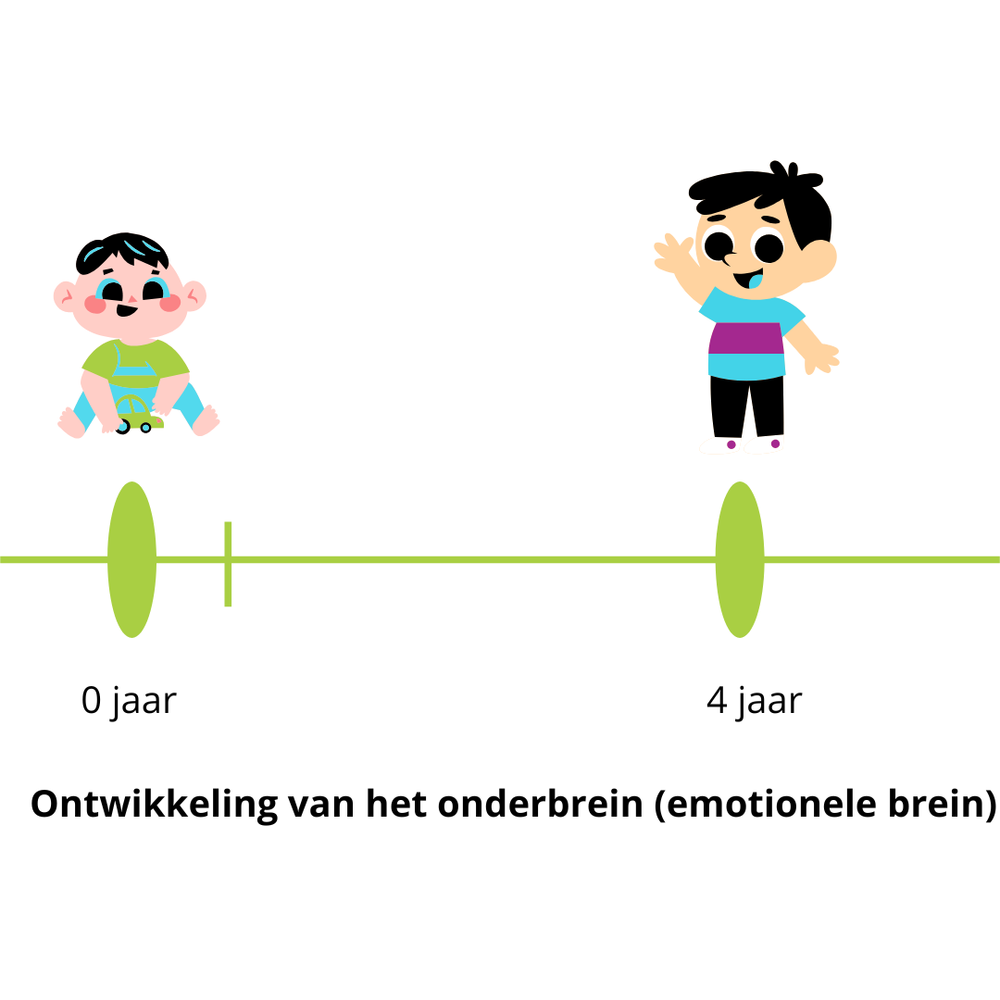 0 jaar
4 jaar
Ontwikkeling van het onderbrein (emotionele brein)